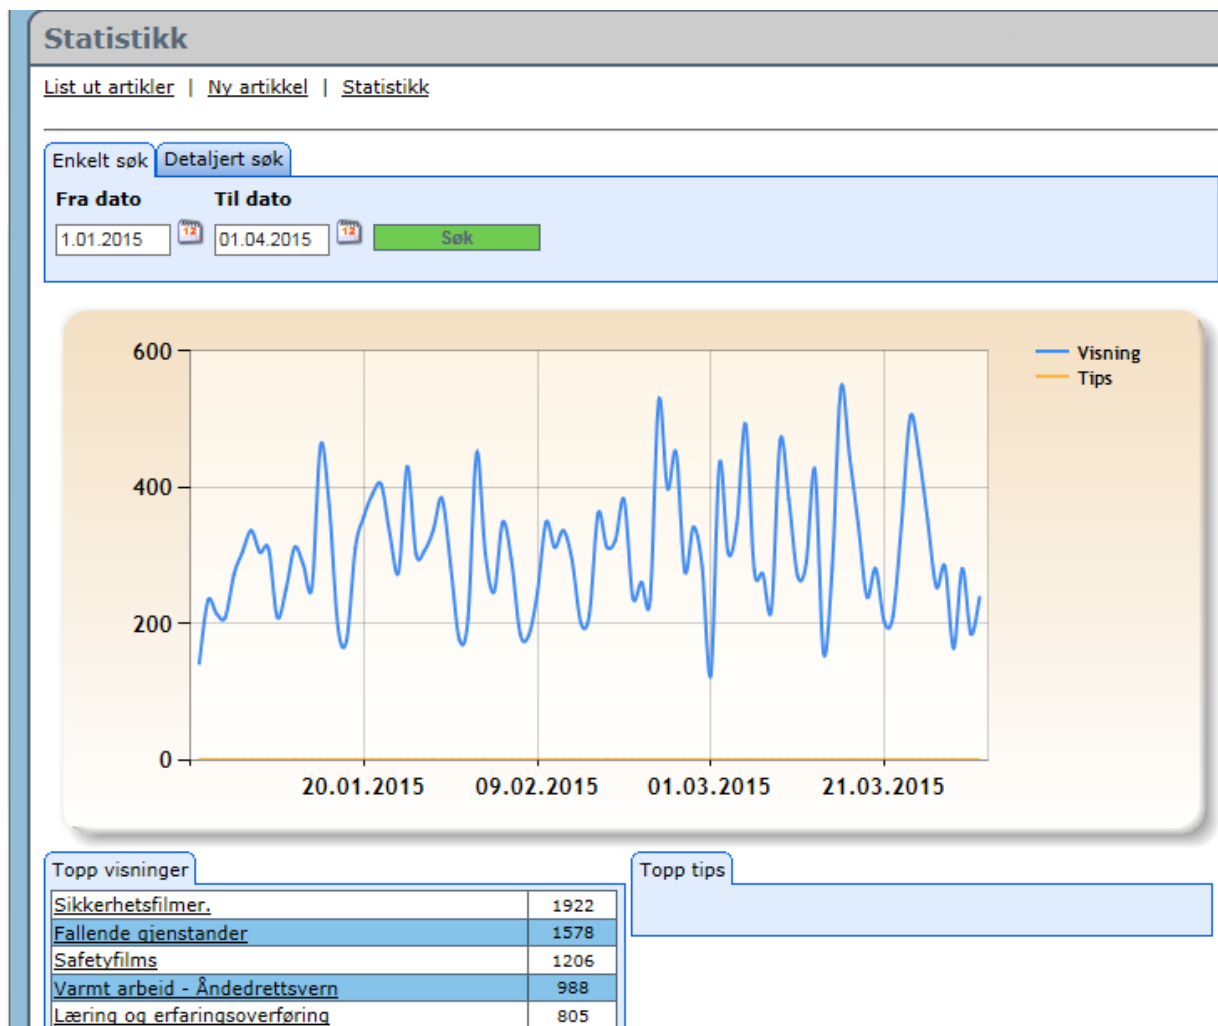 Statistikk
List ut artikler | Ny artikkel | Statistikk
Enkelt søk Detaljert søk
Fra dato Til dato
1.01.2015 12 01.04.2015 12 Søk
600
400
200
0
20.01.2015 09.02.2015 01.03.2015 21.03.2015
Visning
Tips
Topp visninger
Sikkerhetsfilmer. 1922
Fallende gjenstander 1578
Safetyfilms 1206
Varmt arbeid - Åndedrettsvern 988
Læring og erfaringsoverføring 805
Topp tips